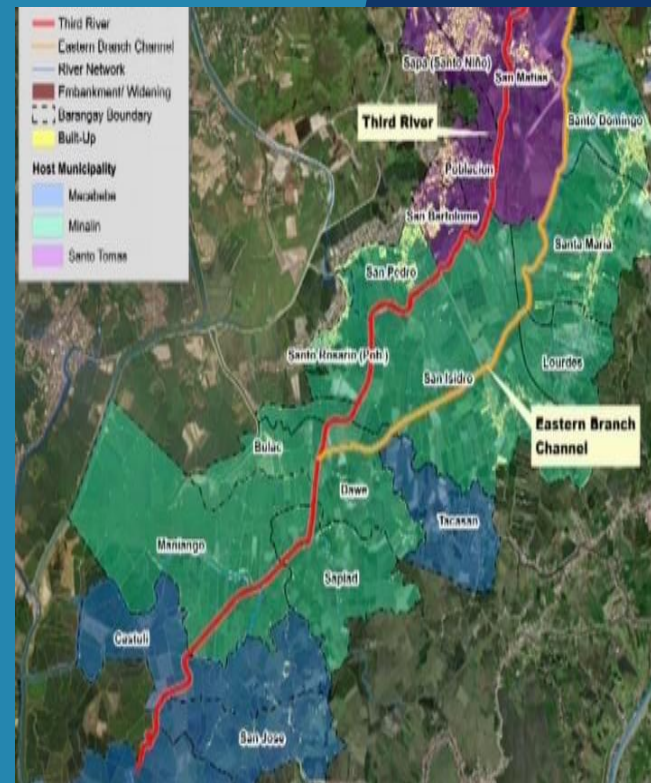 Third River
Eastern Branch Channel
River Network
Embankment/ Widening
Barangay Boundary
Built-Up
Host Municipality
Macabebe
Minalin
Santo Tomas
Sapa (Santo Niño)
San Matias
Santo Domingo
Third River
Poblacion
San Bartolome
Santa Maria
San Pedro
Santo Rosario (Pob.)
San Isidro
Lourdes
Eastern Branch
Channel
Bulac
Dawe
Tacasan
Maniango
Saplad
Castuli
San Jose